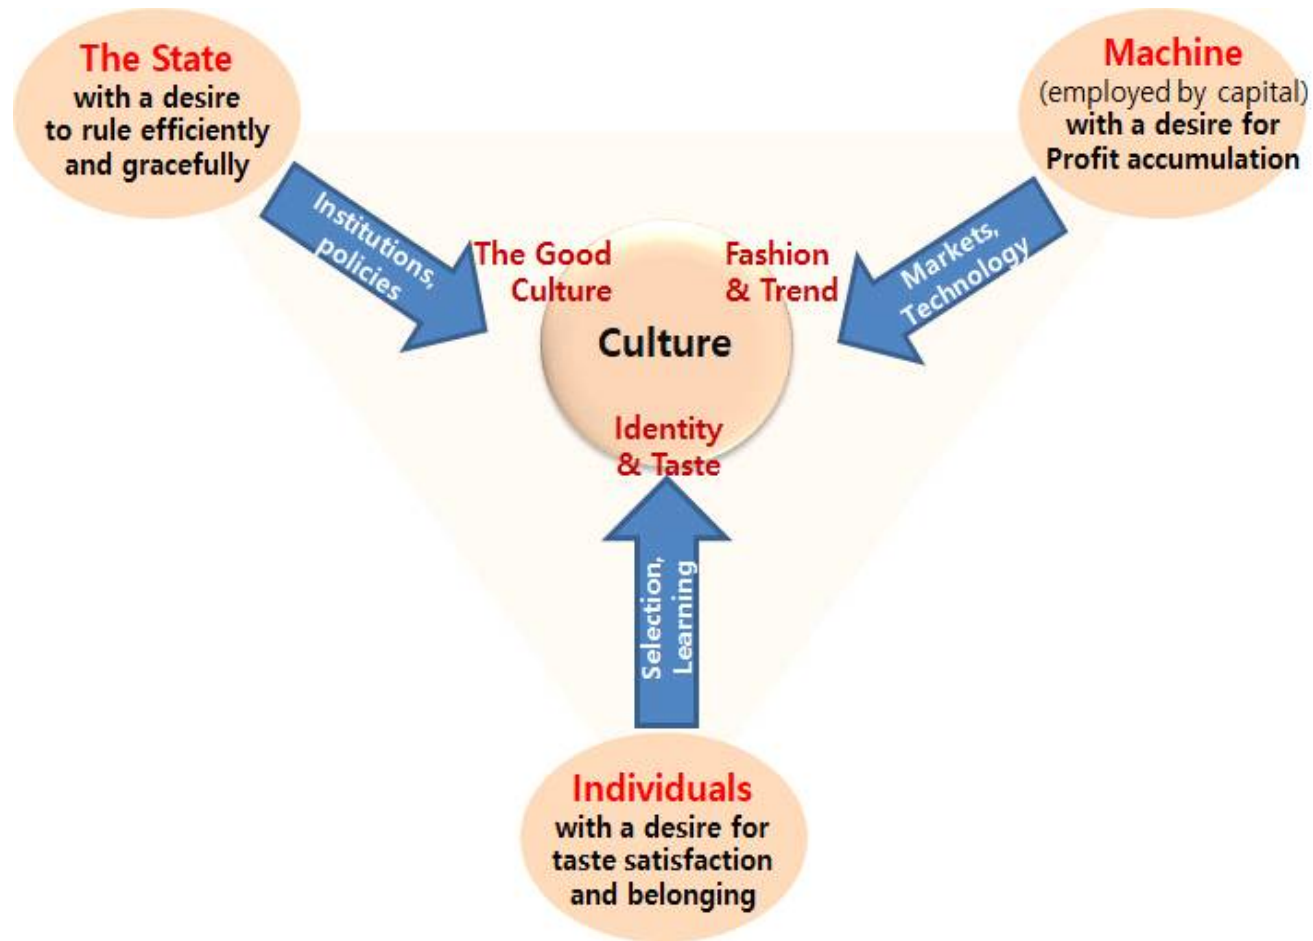 The State
with a desire
to rule efficiently
and gracefully
Machine
(employed by capital)
with a desire for
Profit accumulation
Institutions,
policies
Markets,
Technology
The Good
Culture
Fashion
& Trend
Culture
Identity
& Taste
Selection,
Learning
Individuals
with a desire for
taste satisfaction
and belonging